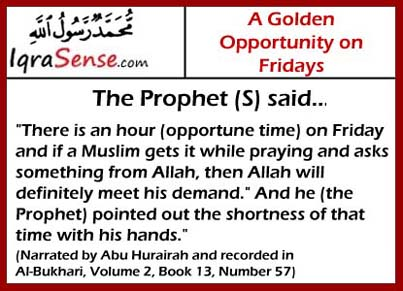 محمد رسول الله
IqraSense.com
A Golden
Opportunity on
Fridays
The Prophet (S) said...
"There is an hour (opportune time) on Friday
and if a Muslim gets it while praying and asks
something from Allah, then Allah will
definitely meet his demand." And he (the
Prophet) pointed out the shortness of that
time with his hands."
(Narrated by Abu Hurairah and recorded in
Al-Bukhari, Volume 2, Book 13, Number 57)